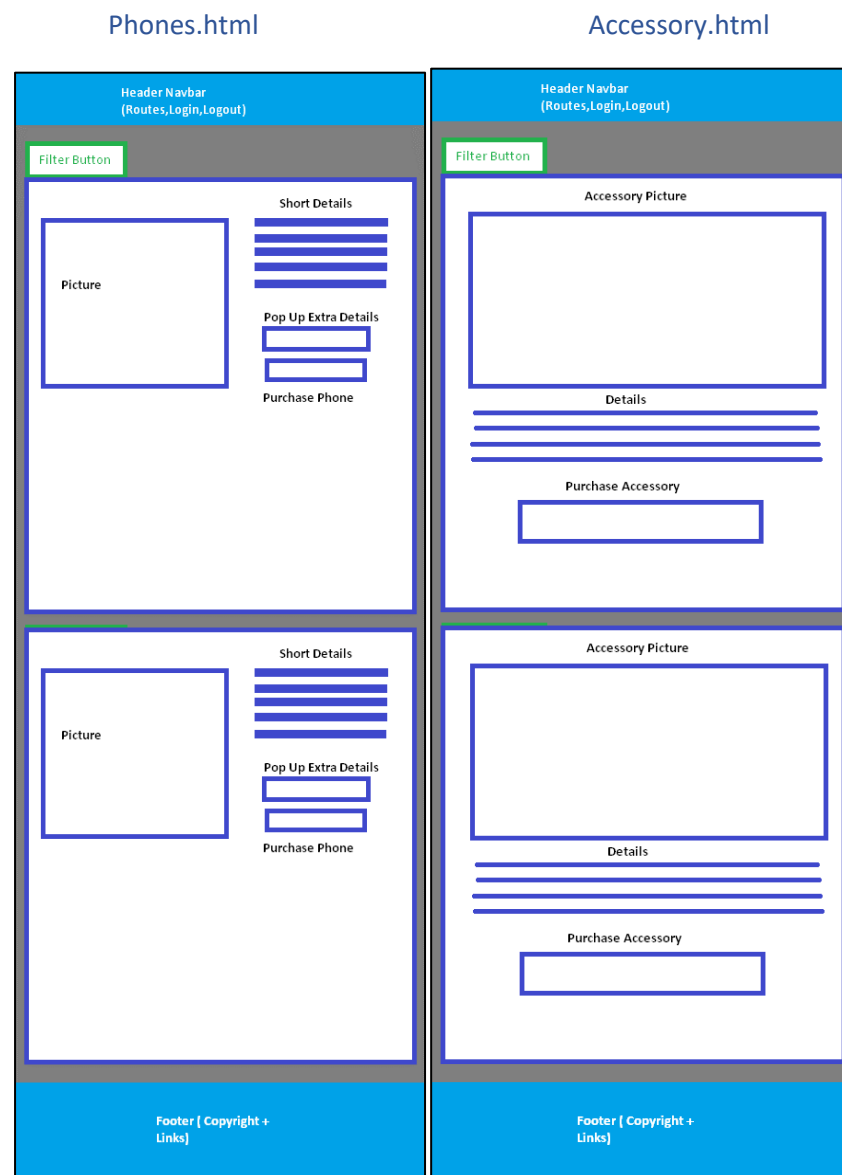 Phones.html
Header Navbar
(Routes,Login,Logout)
Filter Button
Short Details
Picture
Pop Up Extra Details
Purchase Phone
Short Details
Picture
Pop Up Extra Details
Purchase Phone
Footer [ Copyright +
Links]
Accessory.html
Header Navbar
(Routes,Login,Logout)
Filter Button
Accessory Picture
Details
Purchase Accessory
Accessory Picture
Details
Purchase Accessory
Footer [ Copyright +
Links]